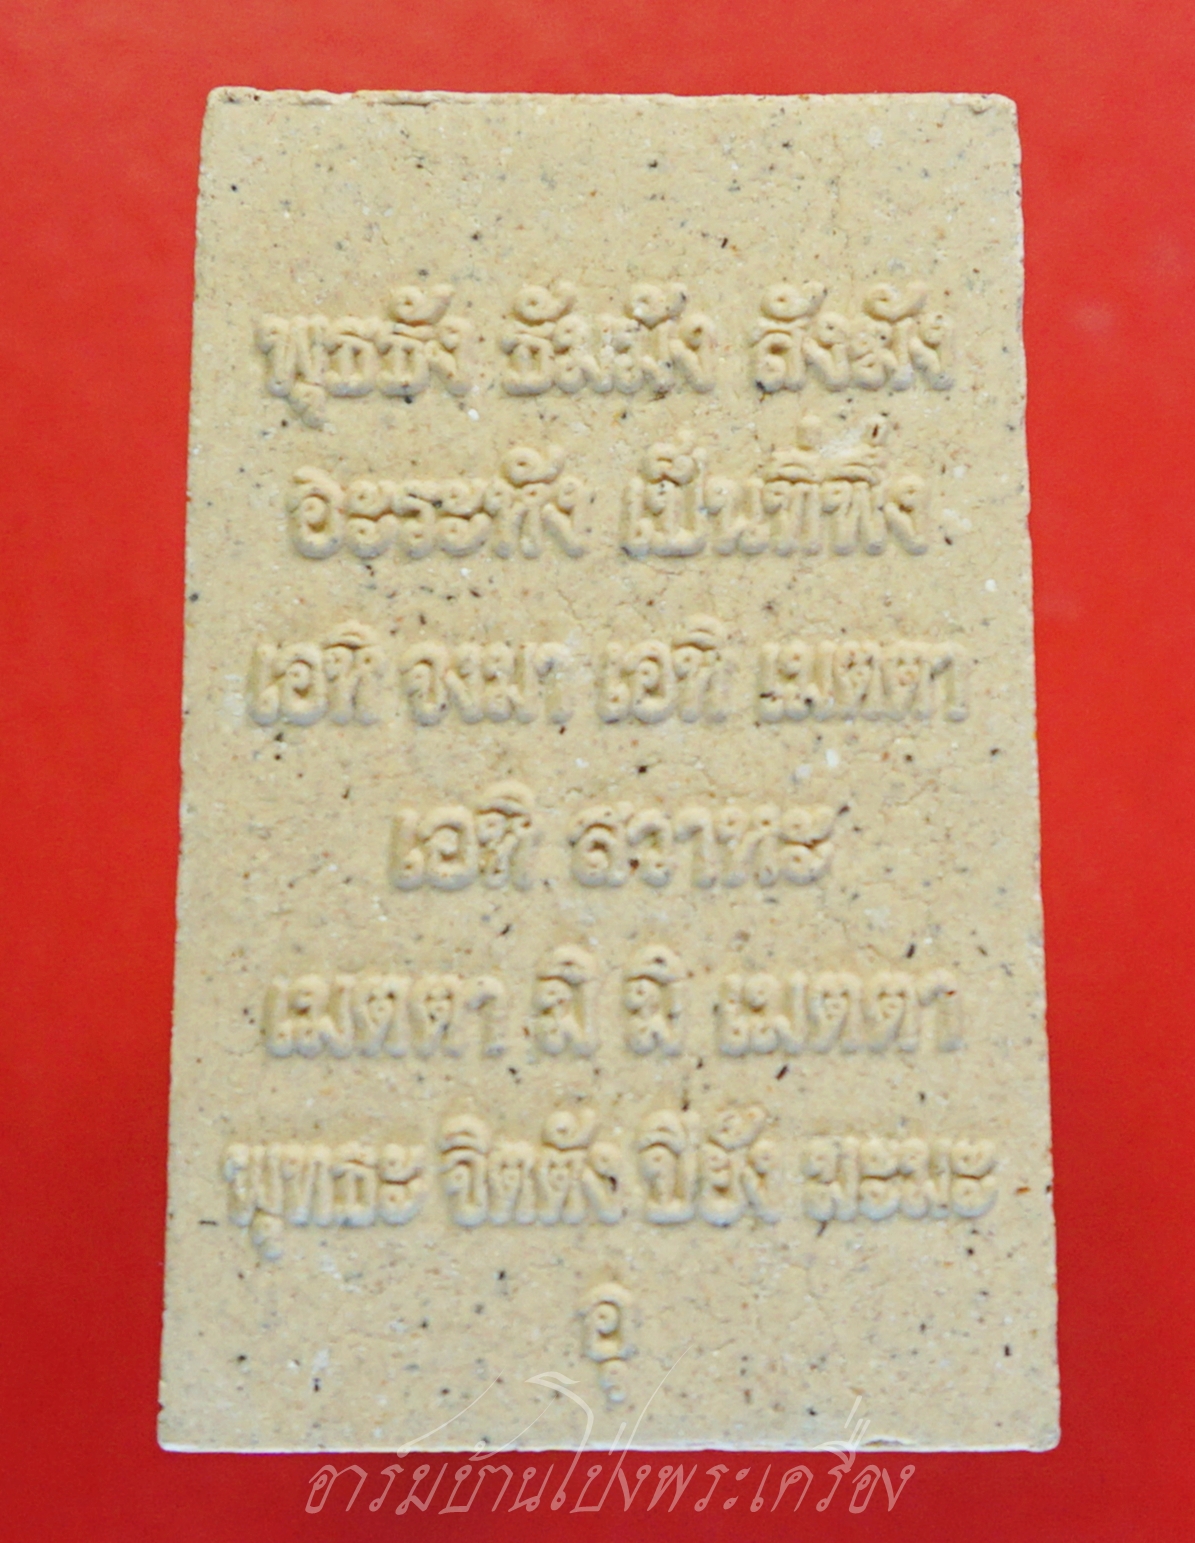 พุธธัง ธัมมัง สังฆัง
อะระหัง เป็นที่พึ่ง
เอหิ จงมา เอหิ เมตตา
เอหิ สวาหะ
เมตตา มิ มิ เมตตา
พุทธะ จิตตัง ปิยัง มะมะ
อุ
อาร์มบ้านโป่งพระเครื่อง